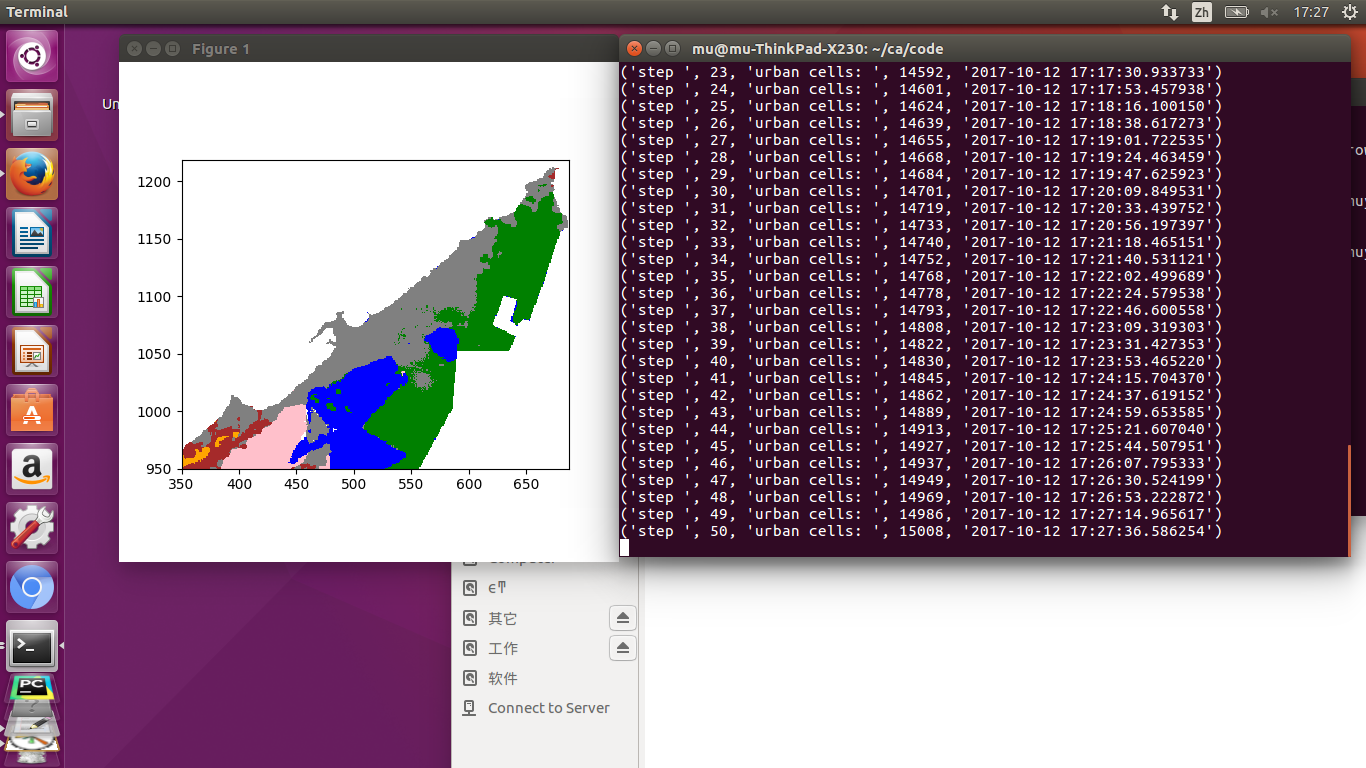 Terminal
Zh
17:27
Figure 1
mu@mu-ThinkPad-X230: ~/ca/code
('step ', 23, 'urban cells: ', 14592, '2017-10-12 17:17:30.933733')
('step ', 24, 'urban cells: ', 14601, '2017-10-12 17:17:53.457938')
('step ', 25, 'urban cells: ', 14624, '2017-10-12 17:18:16.100150')
('step ', 26, 'urban cells: ', 14639, '2017-10-12 17:18:38.617273')
('step ', 27, 'urban cells: ', 14655, '2017-10-12 17:19:01.722535')
('step ', 28, 'urban cells: ', 14668, '2017-10-12 17:19:24.463459')
('step ', 29, 'urban cells: ', 14684, '2017-10-12 17:19:47.625923')
('step ', 30, 'urban cells: ', 14701, '2017-10-12 17:20:09.849531')
('step ', 31, 'urban cells: ', 14719, '2017-10-12 17:20:33.439752')
('step ', 32, 'urban cells: ', 14733, '2017-10-12 17:20:56.197397')
('step ', 33, 'urban cells: ', 14740, '2017-10-12 17:21:18.465151')
('step ', 34, 'urban cells: ', 14752, '2017-10-12 17:21:40.531121')
('step ', 35, 'urban cells: ', 14768, '2017-10-12 17:22:02.499689')
('step ', 36, 'urban cells: ', 14778, '2017-10-12 17:22:24.579538')
('step ', 37, 'urban cells: ', 14793, '2017-10-12 17:22:46.600558')
('step ', 38, 'urban cells: ', 14808, '2017-10-12 17:23:09.319303')
('step ', 39, 'urban cells: ', 14822, '2017-10-12 17:23:31.427353')
('step ', 40, 'urban cells: ', 14830, '2017-10-12 17:23:53.465220')
('step ', 41, 'urban cells: ', 14845, '2017-10-12 17:24:15.704370')
('step ', 42, 'urban cells: ', 14862, '2017-10-12 17:24:37.619152')
('step ', 43, 'urban cells: ', 14889, '2017-10-12 17:24:59.653585')
('step ', 44, 'urban cells: ', 14913, '2017-10-12 17:25:21.607040')
('step ', 45, 'urban cells: ', 14927, '2017-10-12 17:25:44.507951')
('step ', 46, 'urban cells: ', 14937, '2017-10-12 17:26:07.795333')
('step ', 47, 'urban cells: ', 14949, '2017-10-12 17:26:30.524199')
('step ', 48, 'urban cells: ', 14969, '2017-10-12 17:26:53.222872')
('step ', 49, 'urban cells: ', 14986, '2017-10-12 17:27:14.965617')
('step ', 50, 'urban cells: ', 15008, '2017-10-12 17:27:36.586254')
1200
1150
1100
1050
1000
950
350 400 450 500 550 600 650
Computer
其它
工作
软件
Connect to Server
PC